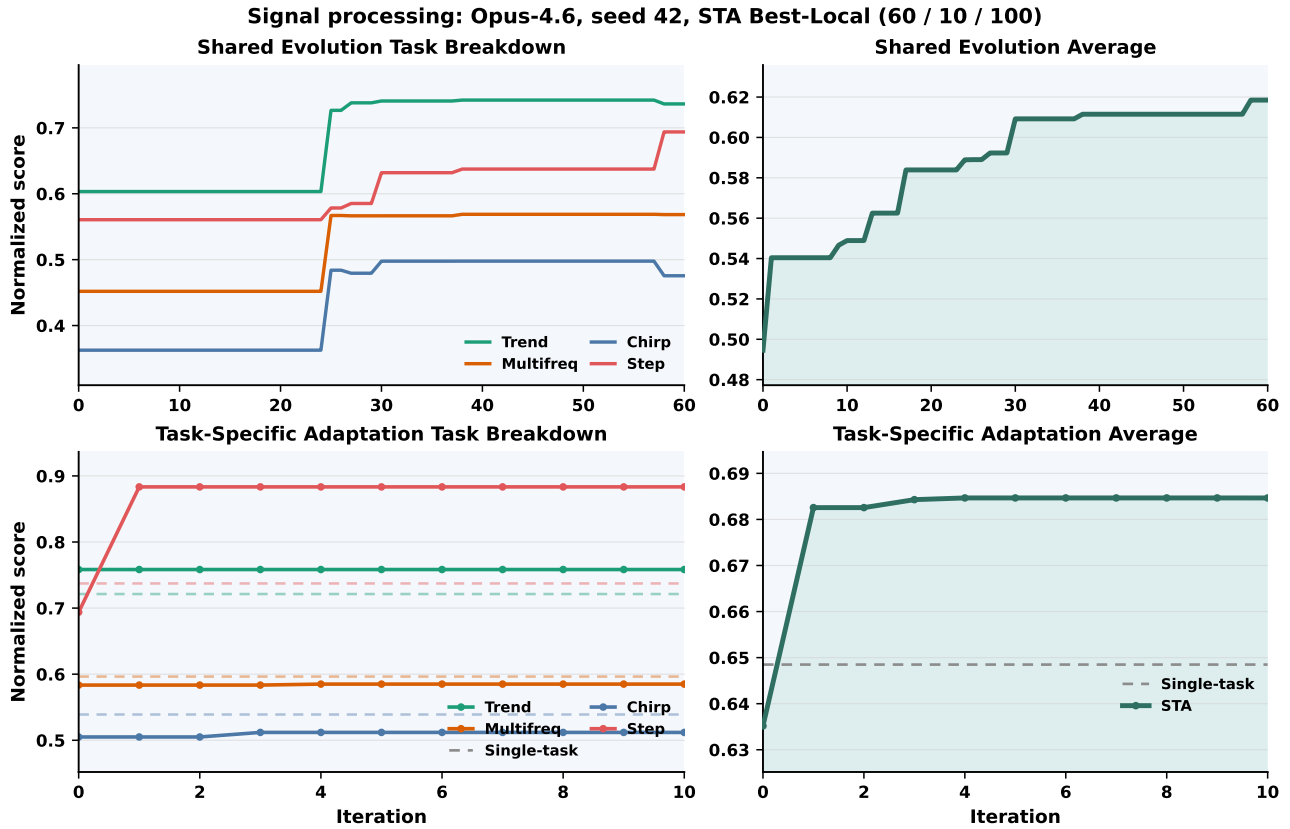 Signal processing: Opus-4.6, seed 42, STA Best-Local (60 / 10 / 100)
Shared Evolution Task Breakdown
Normalized score
0.7
0.6
0.5
0.4
Trend
Chirp
Multifreq
Step
0 10 20 30 40 50 60
Shared Evolution Average
0.62
0.60
0.58
0.56
0.54
0.52
0.50
0.48
0 10 20 30 40 50 60
Task-Specific Adaptation Task Breakdown
Normalized score
0.9
0.8
0.7
0.6
0.5
Trend
Chirp
Multifreq
Step
Single-task
0 2 4 6 8 10
Iteration
Task-Specific Adaptation Average
0.69
0.68
0.67
0.66
0.65
0.64
0.63
Single-task
STA
0 2 4 6 8 10
Iteration